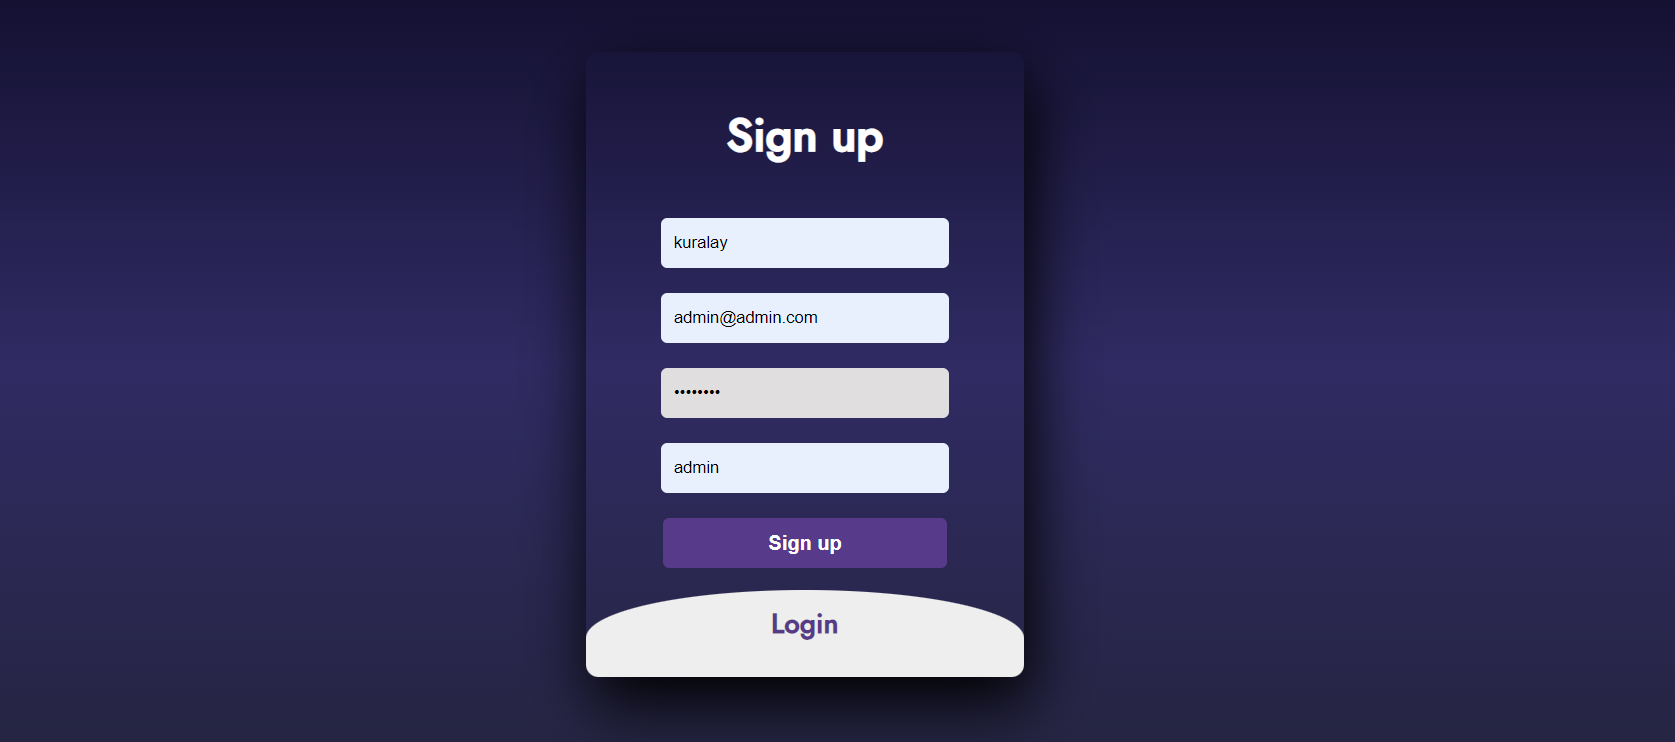 Sign up
kuralay
admin@admin.com
••••••••
admin
Sign up
Login